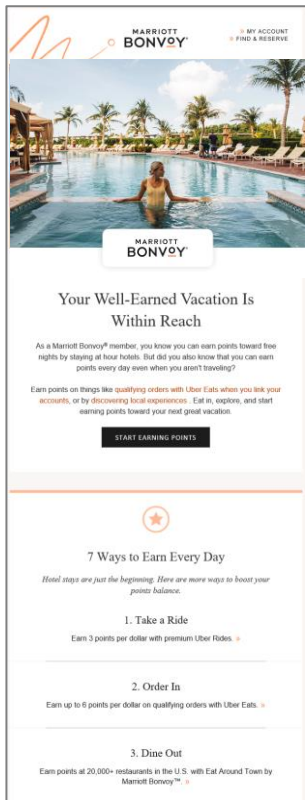 MARRIOTT
BONVOY®
» MY ACCOUNT
» FIND & RESERVE
MARRIOTT
BONVOY®
Your Well-Earned Vacation Is
Within Reach
As a Marriott Bonvoy® member, you know you can earn points toward free
nights by staying at hour hotels. But did you also know that you can earn
points every day even when you aren't traveling?
Earn points on things like qualifying orders with Uber Eats when you link your
accounts, or by discovering local experiences . Eat in, explore, and start
earning points toward your next great vacation.
START EARNING POINTS
7 Ways to Earn Every Day
Hotel stays are just the beginning. Here are more ways to boost your
points balance.
1. Take a Ride
Earn 3 points per dollar with premium Uber Rides. »
2. Order In
Earn up to 6 points per dollar on qualifying orders with Uber Eats. »
3. Dine Out
Earn points at 20,000+ restaurants in the U.S. with Eat Around Town by
Marriott Bonvoy™. »